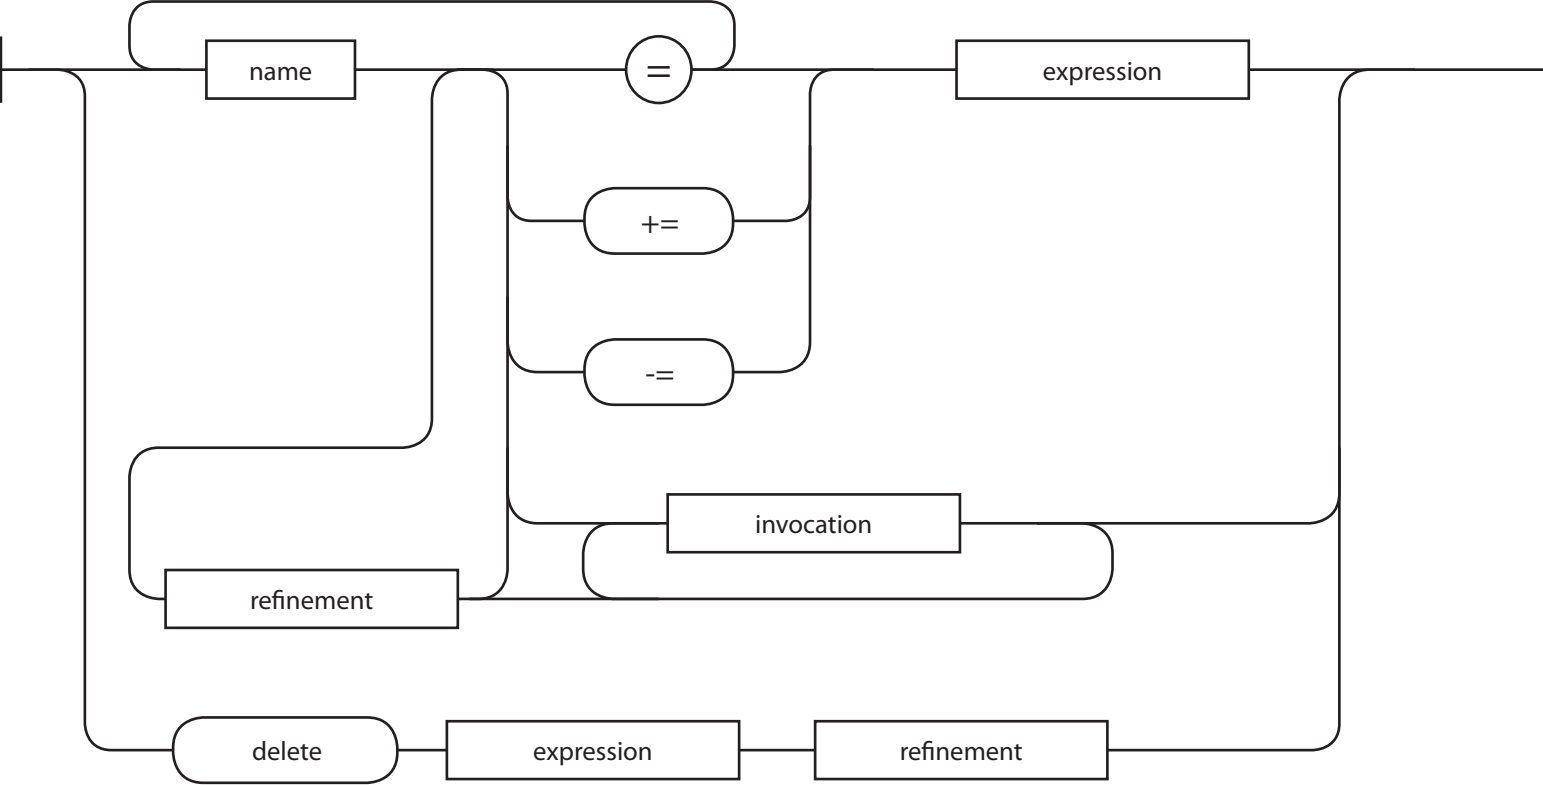 name
=
expression
+=
-=
invocation
refinement
delete
expression
refinement